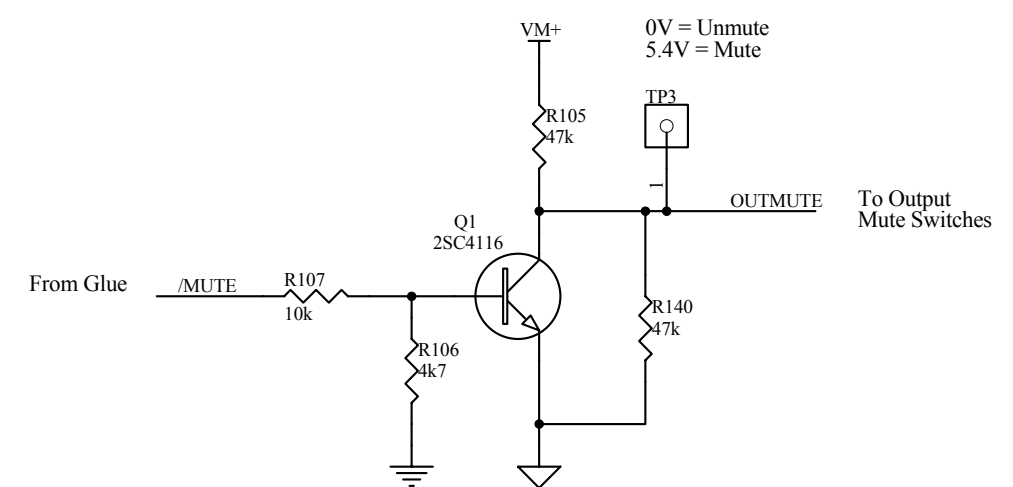 VM+
0V = Unmute
5.4V = Mute
TP3
R105
47k
1
OUTMUTE
To Output
Mute Switches
Q1
2SC4116
From Glue
/MUTE
R107
10k
R140
47k
R106
4k7